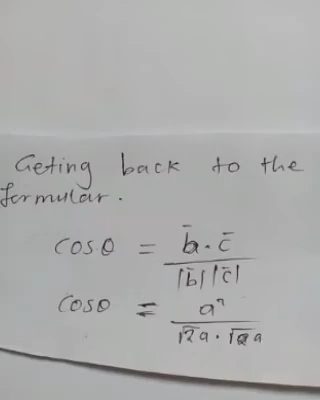 Geting back to the
formular.
cosθ = b̄ . c̄ / |b̄| |c̄|
cosθ = a² / √2a . √2a